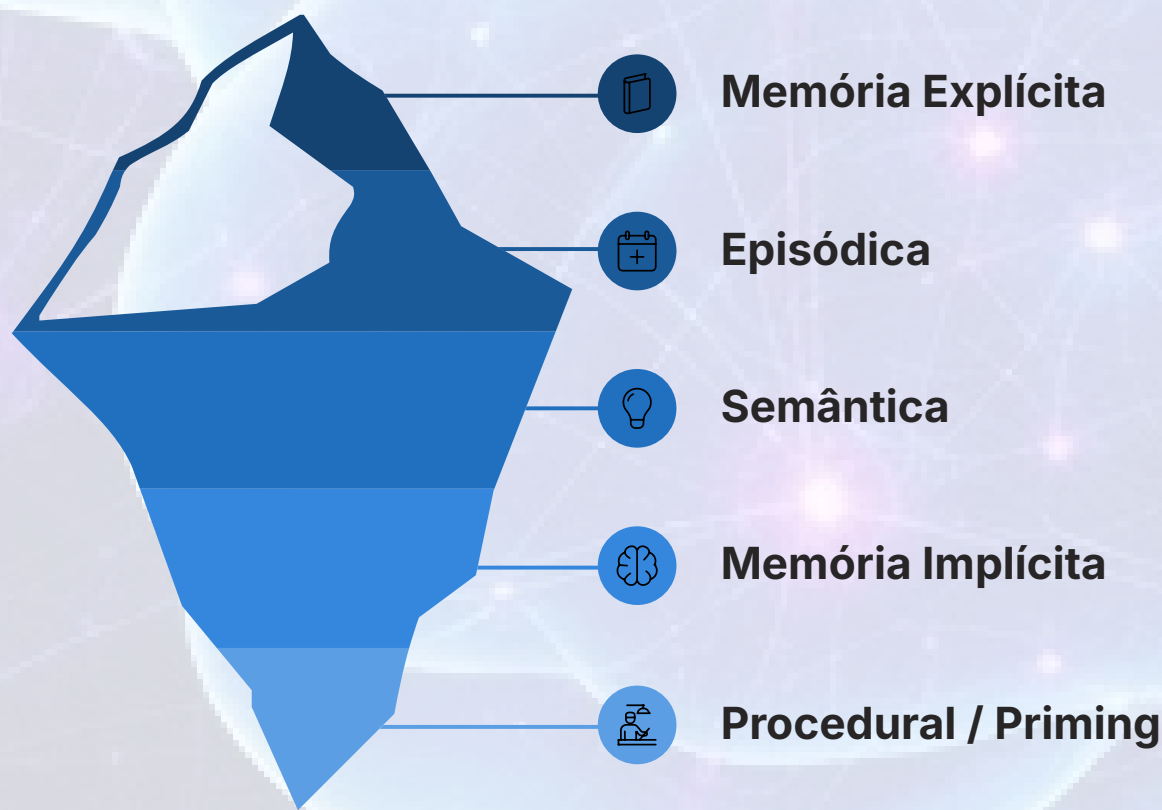 Memória Explícita
Episódica
Semântica
Memória Implícita
Procedural / Priming